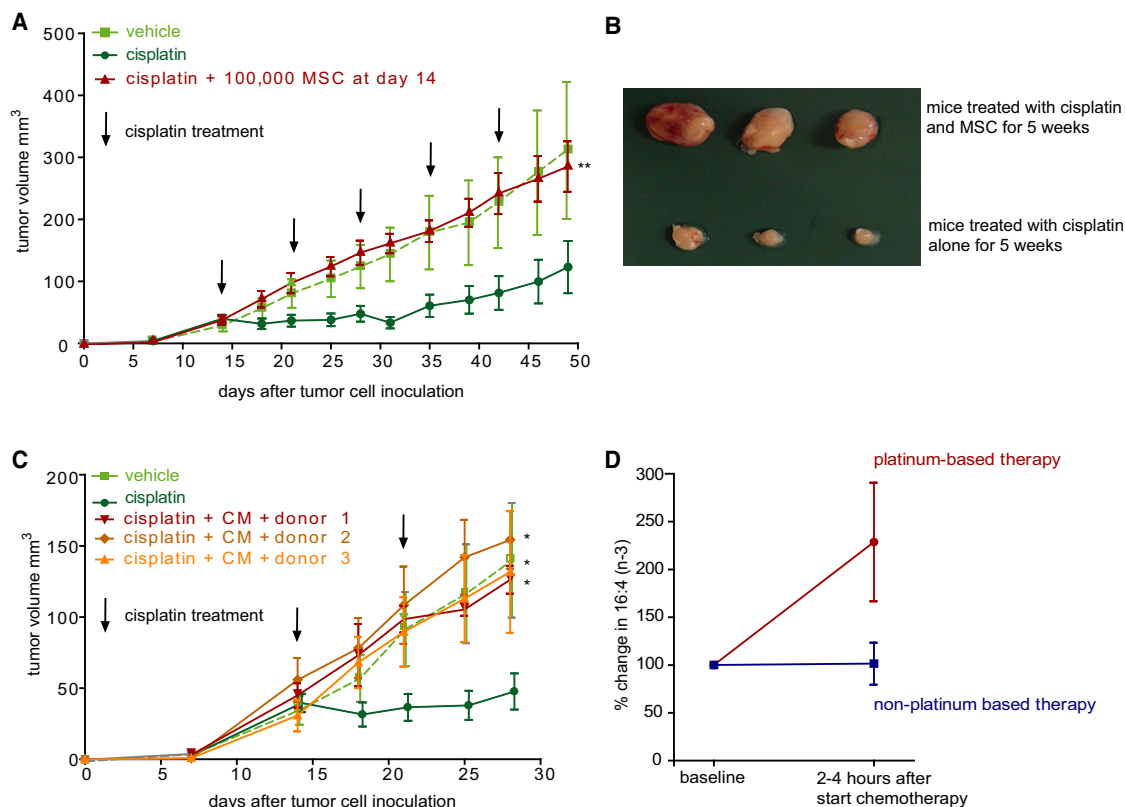 A
500
400
300
200
100
0
tumor volume mm³
vehicle
cisplatin
cisplatin + 100,000 MSC at day 14
cisplatin treatment
**
0 5 10 15 20 25 30 35 40 45 50
days after tumor cell inoculation
B
mice treated with cisplatin
and MSC for 5 weeks
mice treated with cisplatin
alone for 5 weeks
C
200
150
100
50
0
tumor volume mm³
vehicle
cisplatin
cisplatin + CM + donor 1
cisplatin + CM + donor 2
cisplatin + CM + donor 3
cisplatin treatment
*
*
*
0 5 10 15 20 25 30
days after tumor cell inoculation
D
300
250
200
150
100
50
0
% change in 16:4 (n-3)
platinum-based therapy
non-platinum based therapy
baseline
2-4 hours after
start chemotherapy